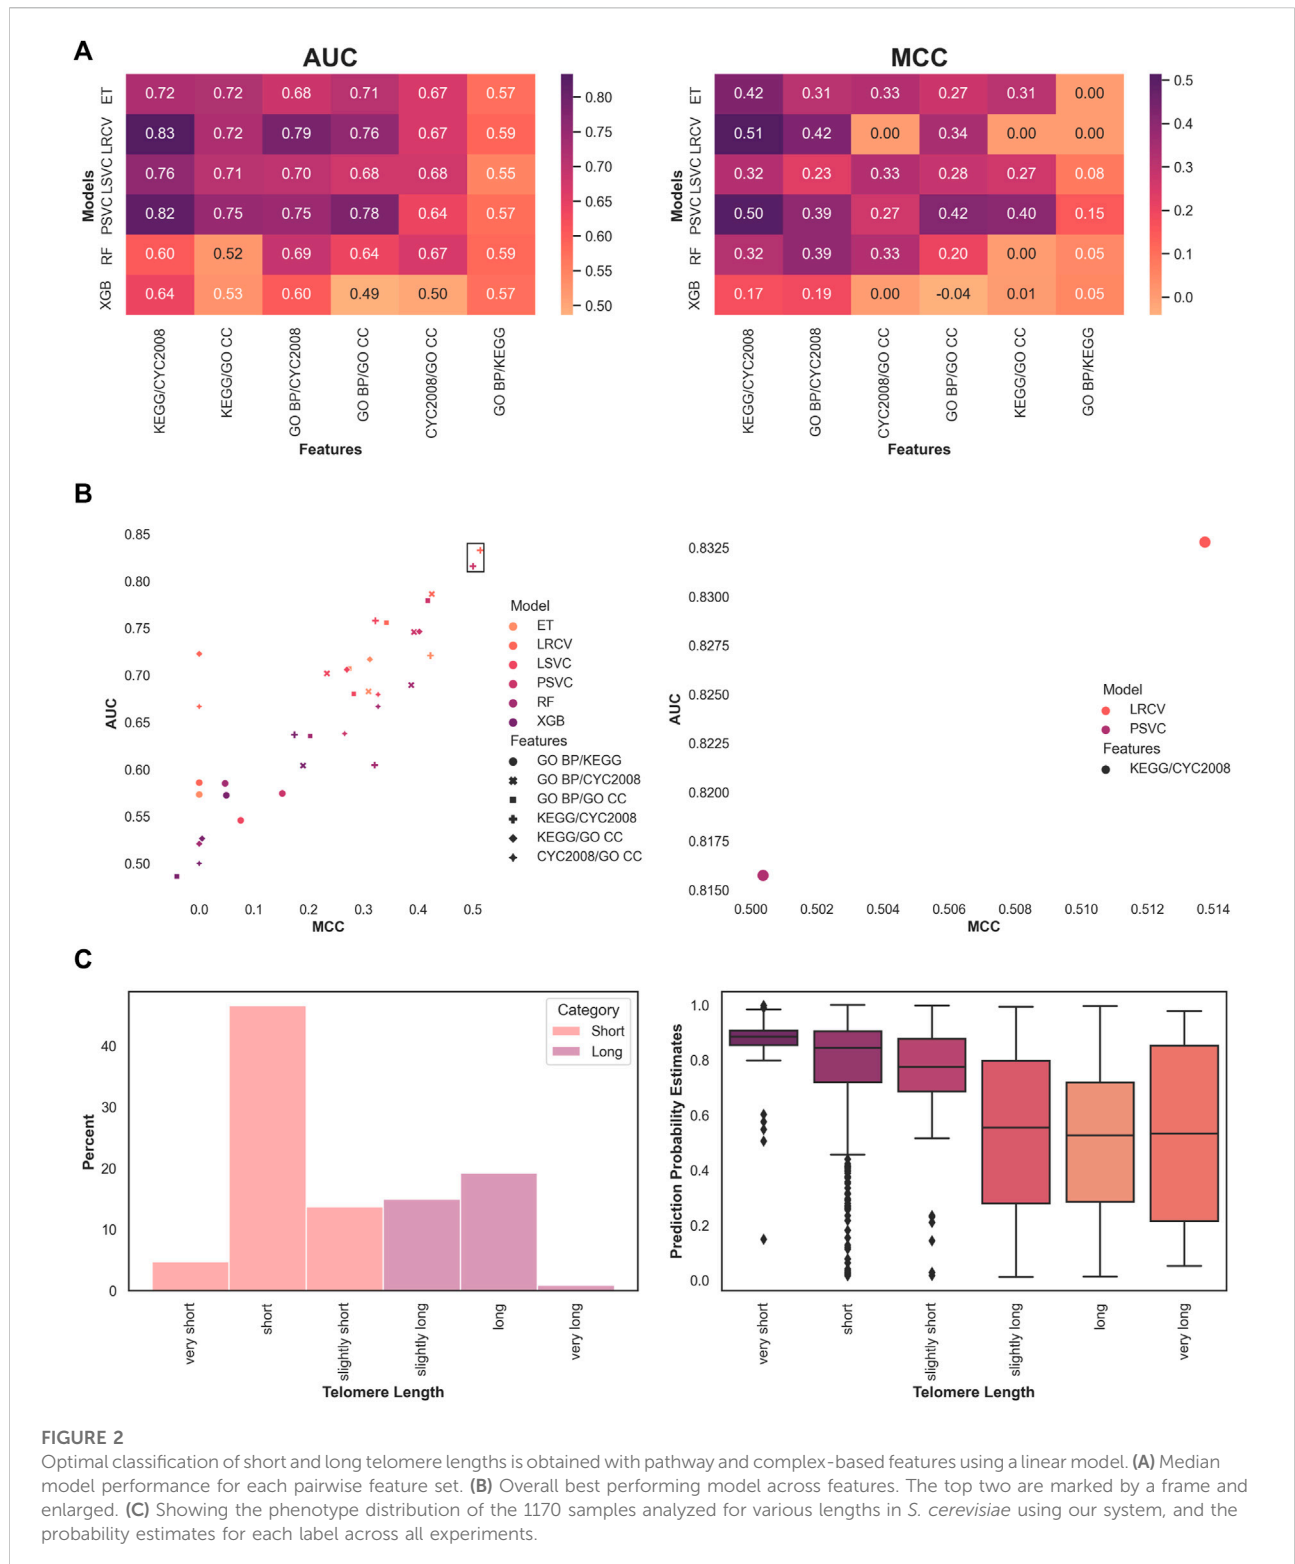 A
AUC
MCC
Models
ET
0.72 0.72 0.68 0.71 0.67 0.57
LRCV
0.83 0.72 0.79 0.76 0.67 0.59
LSVC
0.76 0.71 0.70 0.68 0.68 0.55
PSVC
0.82 0.75 0.75 0.78 0.64 0.57
RF
0.60 0.52 0.69 0.64 0.67 0.59
XGB
0.64 0.53 0.60 0.49 0.50 0.57
0.80
0.75
0.70
0.65
0.60
0.55
0.50
KEGG/CYC2008
KEGG/GO CC
GO BP/CYC2008
GO BP/GO CC
CYC2008/GO CC
GO BP/KEGG
Features
Models
ET
0.42 0.31 0.33 0.27 0.31 0.00
LRCV
0.51 0.42 0.00 0.34 0.00 0.00
LSVC
0.32 0.23 0.33 0.28 0.27 0.08
PSVC
0.50 0.39 0.27 0.42 0.40 0.15
RF
0.32 0.39 0.33 0.20 0.00 0.05
XGB
0.17 0.19 0.00 -0.04 0.01 0.05
0.5
0.4
0.3
0.2
0.1
0.0
KEGG/CYC2008
GO BP/CYC2008
CYC2008/GO CC
GO BP/GO CC
KEGG/GO CC
GO BP/KEGG
Features
B
AUC
0.85
0.80
0.75
0.70
0.65
0.60
0.55
0.50
0.0 0.1 0.2 0.3 0.4 0.5
MCC
Model
ET
LRCV
LSVC
PSVC
RF
XGB
Features
GO BP/KEGG
GO BP/CYC2008
GO BP/GO CC
KEGG/CYC2008
KEGG/GO CC
CYC2008/GO CC
AUC
0.8325
0.8300
0.8275
0.8250
0.8225
0.8200
0.8175
0.8150
0.500 0.502 0.504 0.506 0.508 0.510 0.512 0.514
MCC
Model
LRCV
PSVC
Features
KEGG/CYC2008
C
Percent
40
30
20
10
0
Category
Short
Long
very short
short
slightly short
slightly long
long
very long
Telomere Length
Prediction Probability Estimates
1.0
0.8
0.6
0.4
0.2
0.0
very short
short
slightly short
slightly long
long
very long
Telomere Length
FIGURE 2
Optimal classification of short and long telomere lengths is obtained with pathway and complex-based features using a linear model. (A) Median
model performance for each pairwise feature set. (B) Overall best performing model across features. The top two are marked by a frame and
enlarged. (C) Showing the phenotype distribution of the 1170 samples analyzed for various lengths in S. cerevisiae using our system, and the
probability estimates for each label across all experiments.